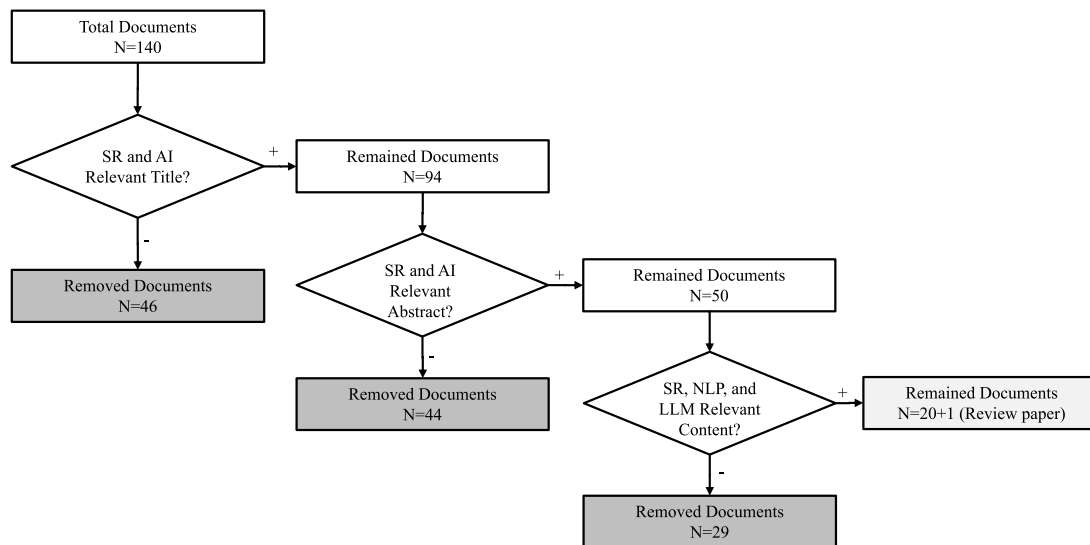 Total Documents
N=140
SR and AI
Relevant Title?
+
-
Removed Documents
N=46
Remained Documents
N=94
SR and AI
Relevant
Abstract?
+
-
Removed Documents
N=44
Remained Documents
N=50
SR, NLP, and
LLM Relevant
Content?
+
-
Removed Documents
N=29
Remained Documents
N=20+1 (Review paper)